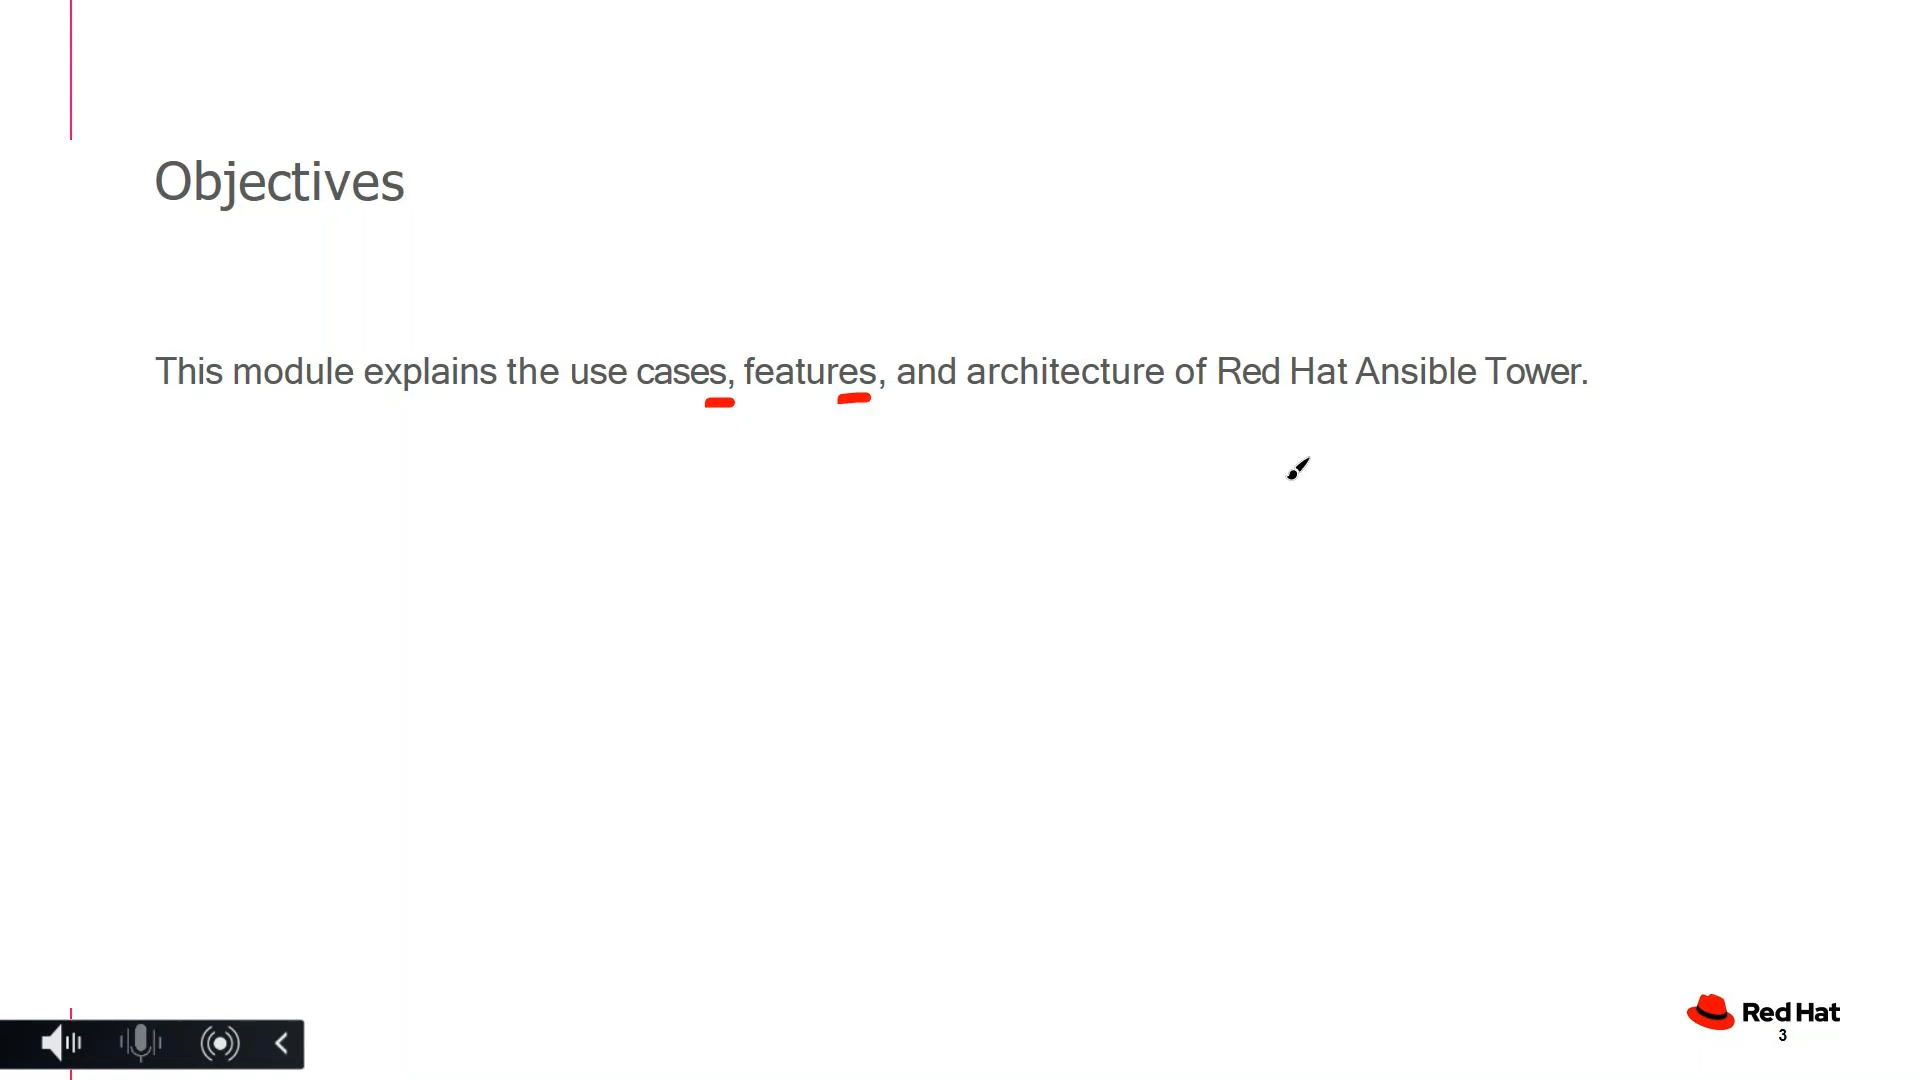 Objectives
This module explains the use cases, features, and architecture of Red Hat Ansible Tower.
Red Hat
3